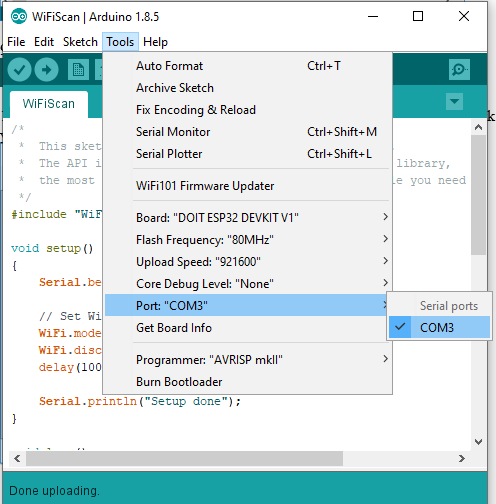 WiFiScan | Arduino 1.8.5
File Edit Sketch Tools Help
WiFiScan
Auto Format Ctrl+T
Archive Sketch
Fix Encoding & Reload
Serial Monitor Ctrl+Shift+M
Serial Plotter Ctrl+Shift+L
WiFi101 Firmware Updater
Board: "DOIT ESP32 DEVKIT V1"
Flash Frequency: "80MHz"
Upload Speed: "921600"
Core Debug Level: "None"
Port: "COM3"
Get Board Info
Programmer: "AVRISP mkII"
Burn Bootloader
Serial ports
COM3
/*
* This sket
* The API i library,
* the most le you need
*/
#include "WiF
void setup()
{
Serial.be
// Set Wi
WiFi.mode
WiFi.disc
delay(100
Serial.println("Setup done");
}
Done uploading.